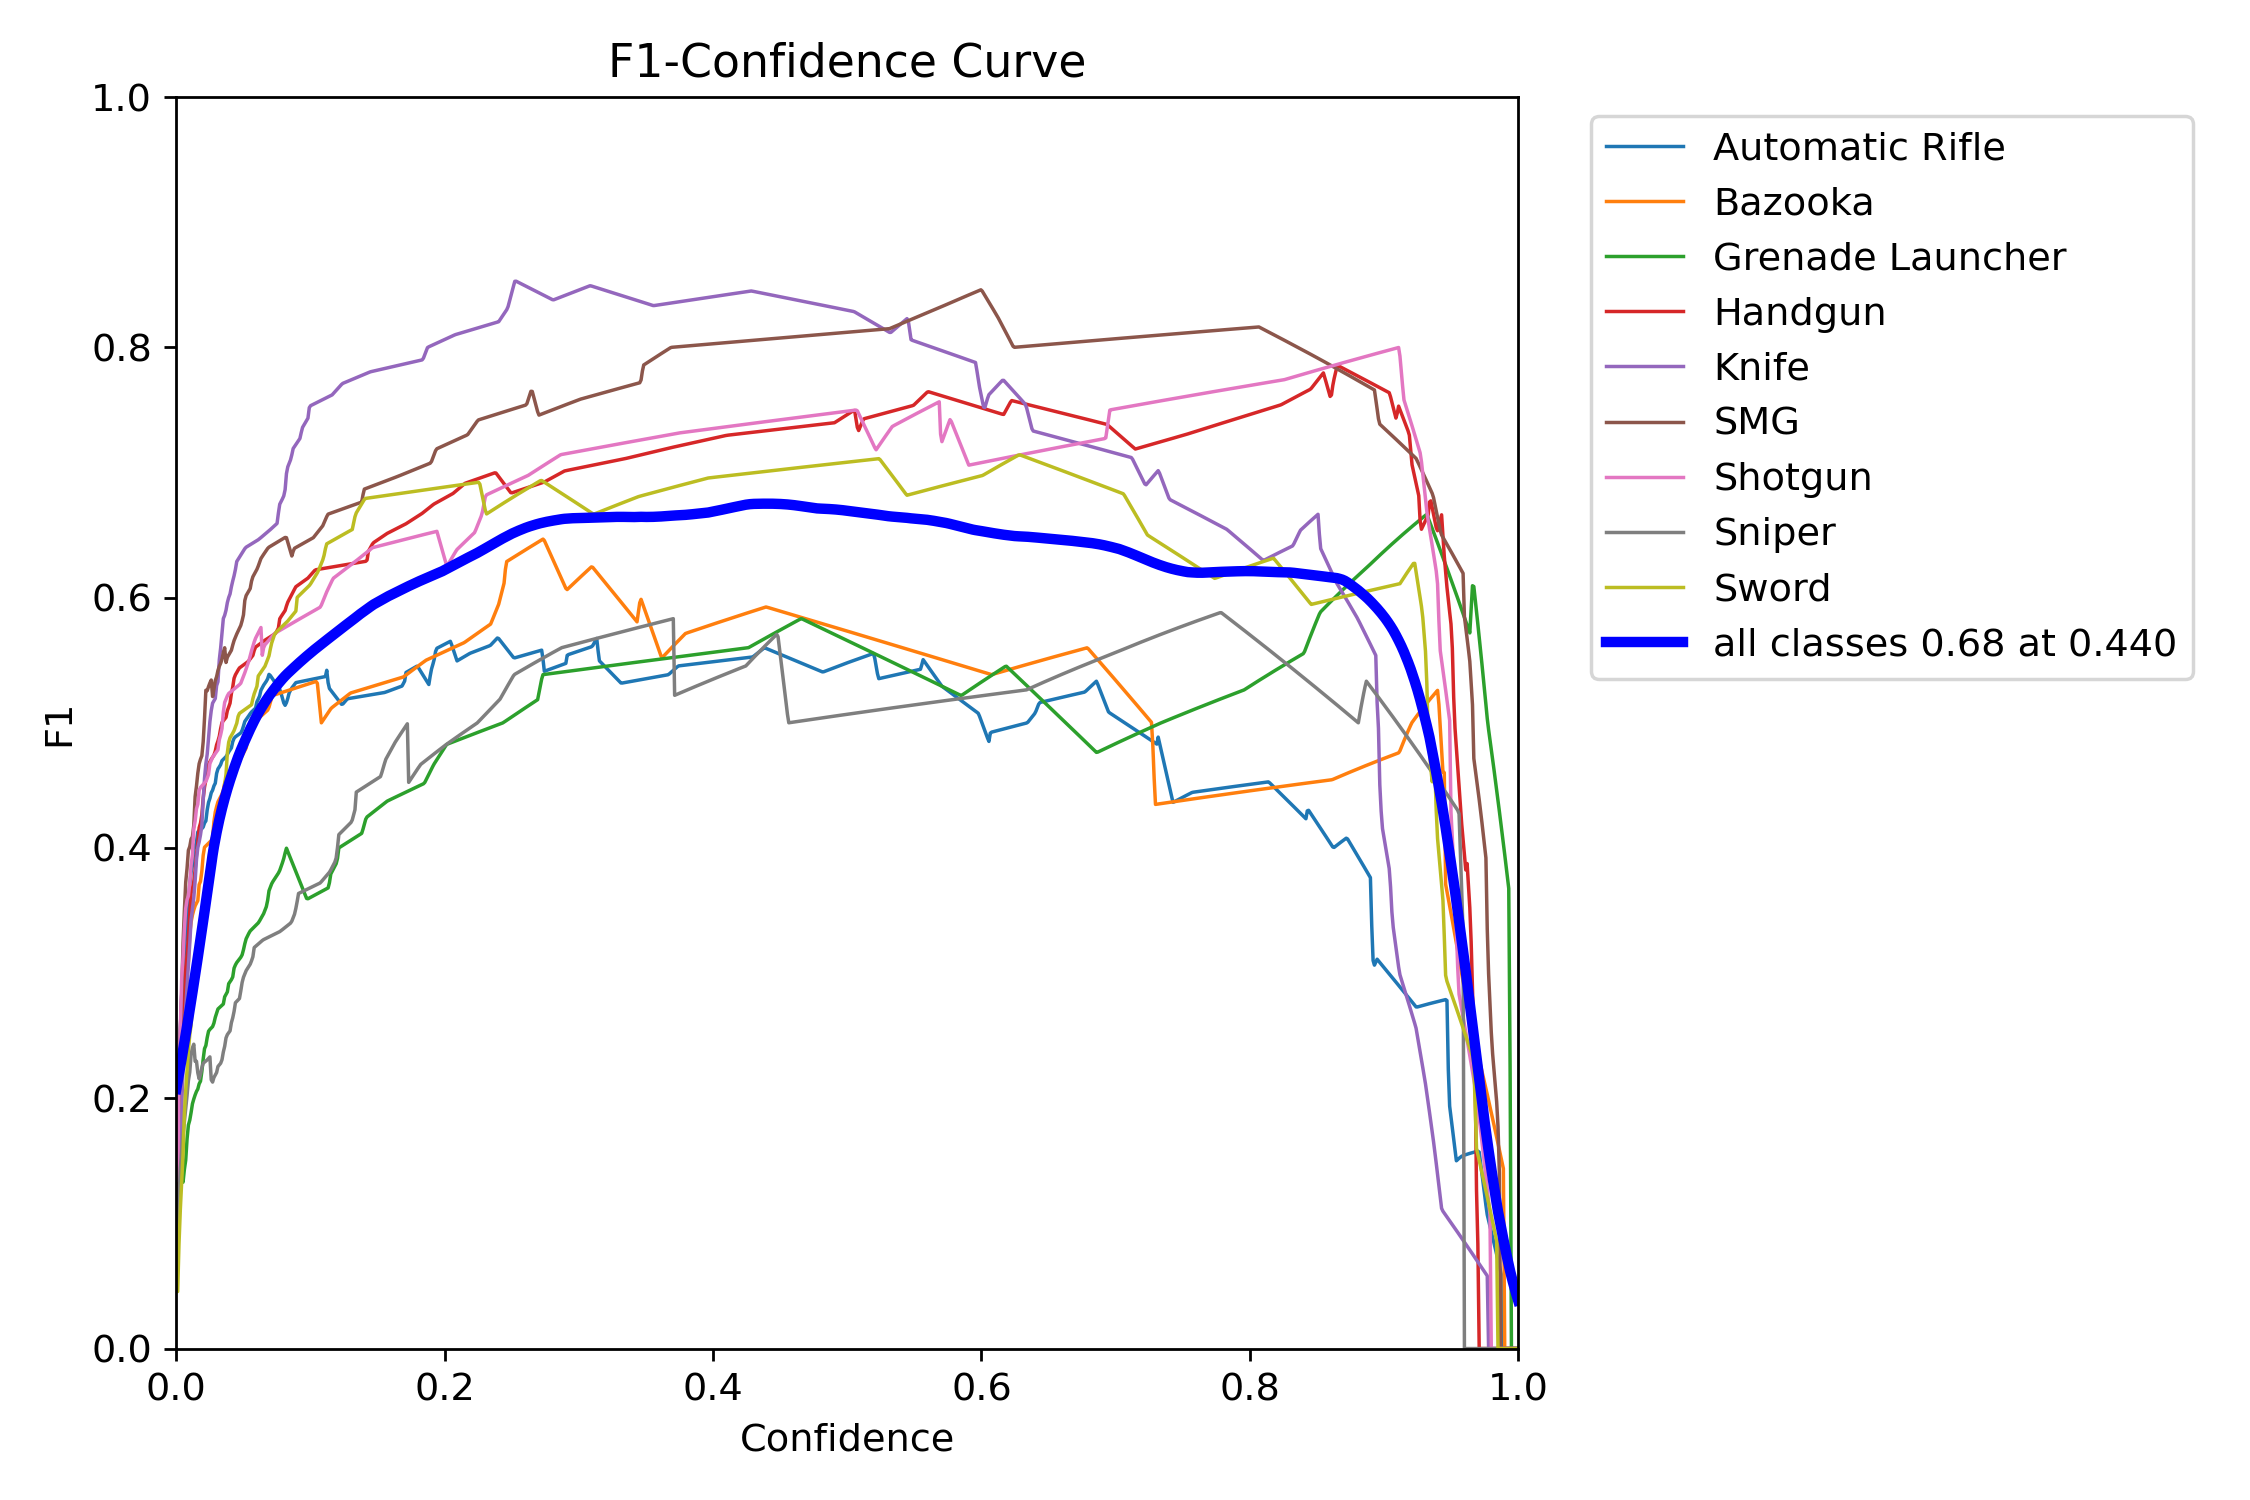 F1-Confidence Curve
1.0
0.8
0.6
0.4
0.2
0.0
F1
0.0 0.2 0.4 0.6 0.8 1.0
Confidence
Automatic Rifle
Bazooka
Grenade Launcher
Handgun
Knife
SMG
Shotgun
Sniper
Sword
all classes 0.68 at 0.440